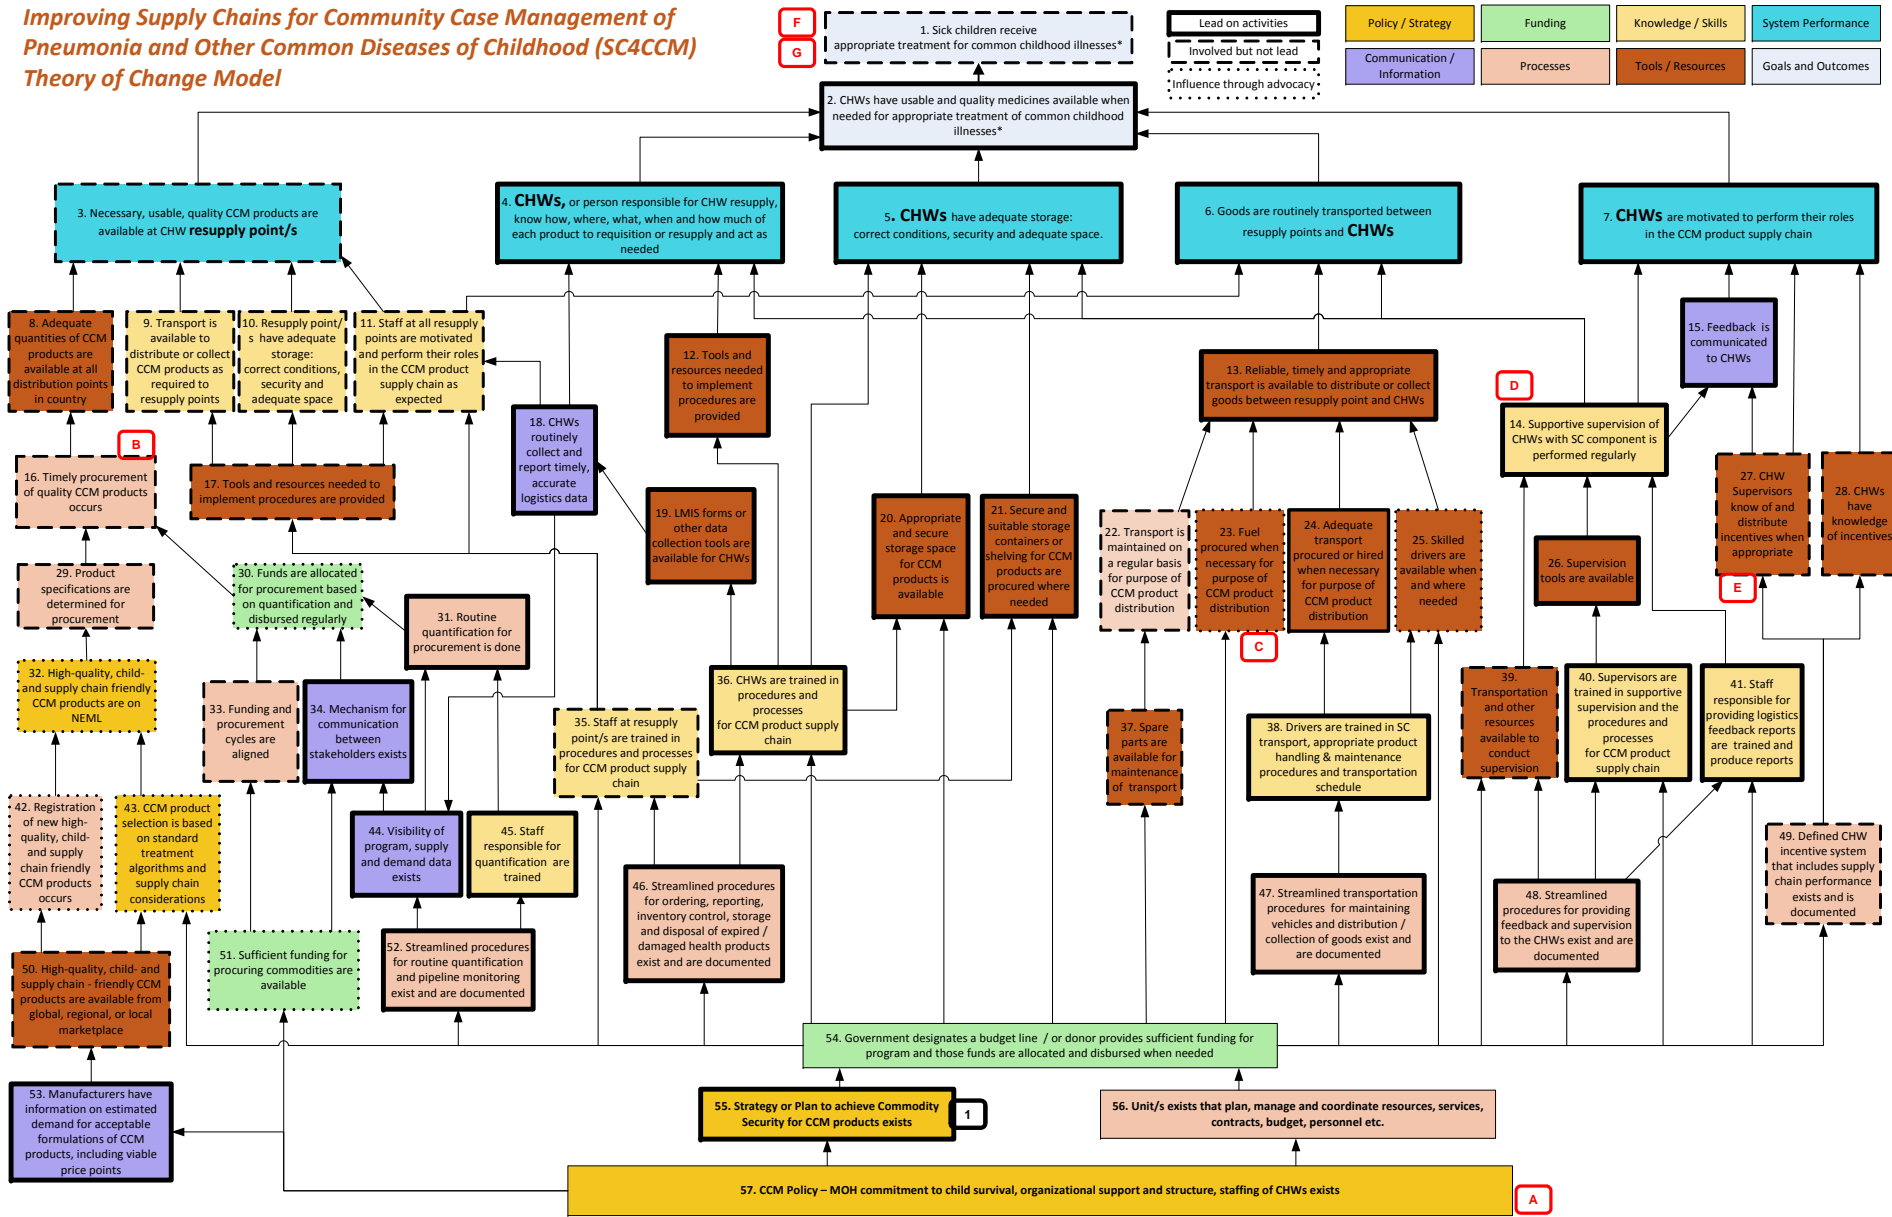 Improving Supply Chains for Community Case Management of
Pneumonia and Other Common Diseases of Childhood (SC4CCM)
Theory of Change Model
F
G
1. Sick children receive
appropriate treatment for common childhood illnesses*
Lead on activities
Involved but not lead
Influence through advocacy
Policy / Strategy
Funding
Knowledge / Skills
System Performance
Communication /
Information
Processes
Tools / Resources
Goals and Outcomes
2. CHWs have usable and quality medicines available when
needed for appropriate treatment of common childhood
illnesses*
3. Necessary, usable, quality CCM products are
available at CHW resupply point/s
4. CHWs, or person responsible for CHW resupply,
know how, where, what, when and how much of
each product to requisition or resupply and act as
needed
5. CHWs have adequate storage:
correct conditions, security and adequate space.
6. Goods are routinely transported between
resupply points and CHWs
7. CHWs are motivated to perform their roles
in the CCM product supply chain
8. Adequate
quantities of CCM
products are
available at all
distribution points
in country
9. Transport is
available to
distribute or collect
CCM products as
required to
resupply points
10. Resupply point/
s have adequate
storage:
correct conditions,
security and
adequate space
11. Staff at all resupply
points are motivated
and perform their roles
in the CCM product
supply chain as
expected
12. Tools and
resources needed
to implement
procedures are
provided
13. Reliable, timely and appropriate
transport is available to distribute or collect
goods between resupply point and CHWs
15. Feedback is
communicated
to CHWs
D
14. Supportive supervision of
CHWs with SC component is
performed regularly
B
16. Timely procurement
of quality CCM products
occurs
17. Tools and resources needed to
implement procedures are provided
18. CHWs
routinely
collect and
report timely,
accurate
logistics data
19. LMIS forms or
other data
collection tools are
available for CHWs
20. Appropriate
and secure
storage space
for CCM
products is
available
21. Secure and
suitable storage
containers or
shelving for CCM
products are
procured where
needed
22. Transport is
maintained on
a regular basis
for purpose of
CCM product
distribution
23. Fuel
procured when
necessary for
purpose of
CCM product
distribution
C
24. Adequate
transport
procured or hired
when necessary
for purpose of
CCM product
distribution
25. Skilled
drivers are
available when
and where
needed
26. Supervision
tools are available
27. CHW
Supervisors
know of and
distribute
incentives when
appropriate
E
28. CHWs
have
knowledge
of incentives
29. Product
specifications are
determined for
procurement
30. Funds are allocated
for procurement based
on quantification and
disbursed regularly
31. Routine
quantification for
procurement is done
32. High-quality, child-
and supply chain friendly
CCM products are on
NEML
33. Funding and
procurement
cycles are
aligned
34. Mechanism for
communication
between
stakeholders exists
35. Staff at resupply
point/s are trained in
procedures and processes
for CCM product supply
chain
36. CHWs are trained in
procedures and
processes
for CCM product supply
chain
37. Spare
parts are
available for
maintenance
of transport
38. Drivers are trained in SC
transport, appropriate product
handling & maintenance
procedures and transportation
schedule
39.
Transportation
and other
resources
available to
conduct
supervision
40. Supervisors are
trained in supportive
supervision and the
procedures and
processes
for CCM product
supply chain
41. Staff
responsible for
providing logistics
feedback reports
are trained and
produce reports
42. Registration
of new high-
quality, child-
and supply
chain friendly
CCM products
occurs
43. CCM product
selection is based
on standard
treatment
algorithms and
supply chain
considerations
44. Visibility of
program, supply
and demand data
exists
45. Staff
responsible for
quantification are
trained
46. Streamlined procedures
for ordering, reporting,
inventory control, storage
and disposal of expired /
damaged health products
exist and are documented
47. Streamlined transportation
procedures for maintaining
vehicles and distribution /
collection of goods exist and
are documented
48. Streamlined
procedures for providing
feedback and supervision
to the CHWs exist and are
documented
49. Defined CHW
incentive system
that includes supply
chain performance
exists and is
documented
50. High-quality, child- and
supply chain - friendly CCM
products are available from
global, regional, or local
marketplace
51. Sufficient funding for
procuring commodities are
available
52. Streamlined procedures
for routine quantification
and pipeline monitoring
exist and are documented
53. Manufacturers have
information on estimated
demand for acceptable
formulations of CCM
products, including viable
price points
54. Government designates a budget line / or donor provides sufficient funding for
program and those funds are allocated and disbursed when needed
55. Strategy or Plan to achieve Commodity
Security for CCM products exists
1
56. Unit/s exists that plan, manage and coordinate resources, services,
contracts, budget, personnel etc.
57. CCM Policy – MOH commitment to child survival, organizational support and structure, staffing of CHWs exists
A